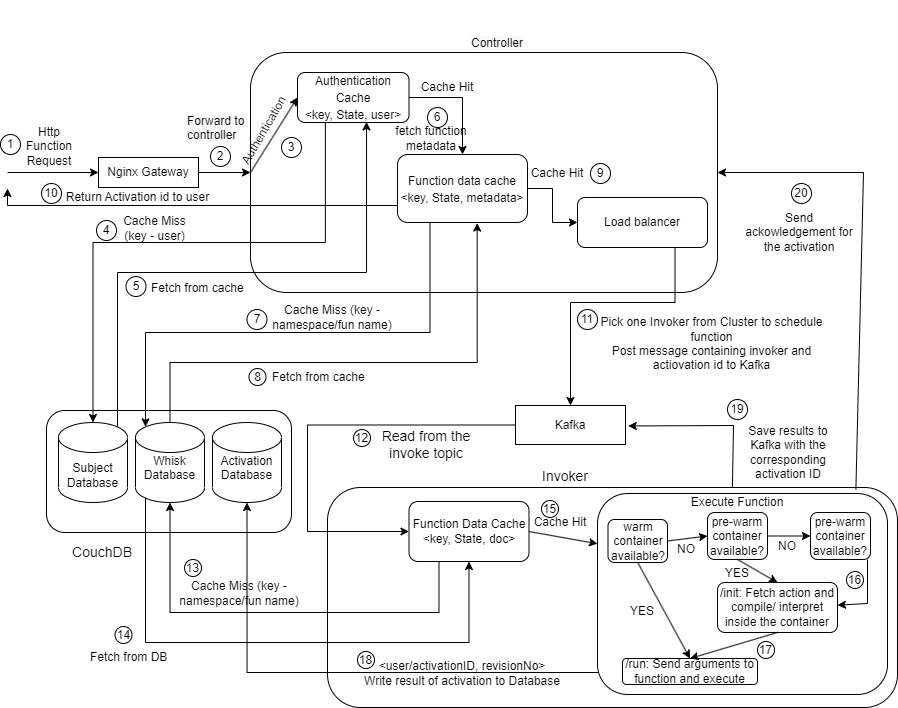 Controller
Authentication
Cache
<key, State, user>
Cache Hit
6
fetch function
metadata
Http
Function
Request
1
Forward to
controller
2
Authentication
3
Nginx Gateway
Function data cache
<key, State, metadata>
Cache Hit
9
Load balancer
10
Return Activation id to user
20
Send
ackowledgement for
the activation
4
Cache Miss
(key - user)
5
Fetch from cache
7
Cache Miss (key -
namespace/fun name)
8
Fetch from cache
11
Pick one Invoker from Cluster to schedule
function
Post message containing invoker and
actiovation id to Kafka
Kafka
19
Save results to
Kafka with the
corresponding
activation ID
12
Read from the
invoke topic
Subject
Database
Whisk
Database
Activation
Database
CouchDB
Invoker
Function Data Cache
<key, State, doc>
15
Cache Hit
Execute Function
warm
container
available?
NO
pre-warm
container
available?
NO
pre-warm
container
available?
YES
16
/init: Fetch action and
compile/ interpret
inside the container
YES
17
/run: Send arguments to
function and execute
13
Cache Miss (key -
namespace/fun name)
14
Fetch from DB
18
<user/activationID, revisionNo>
Write result of activation to Database